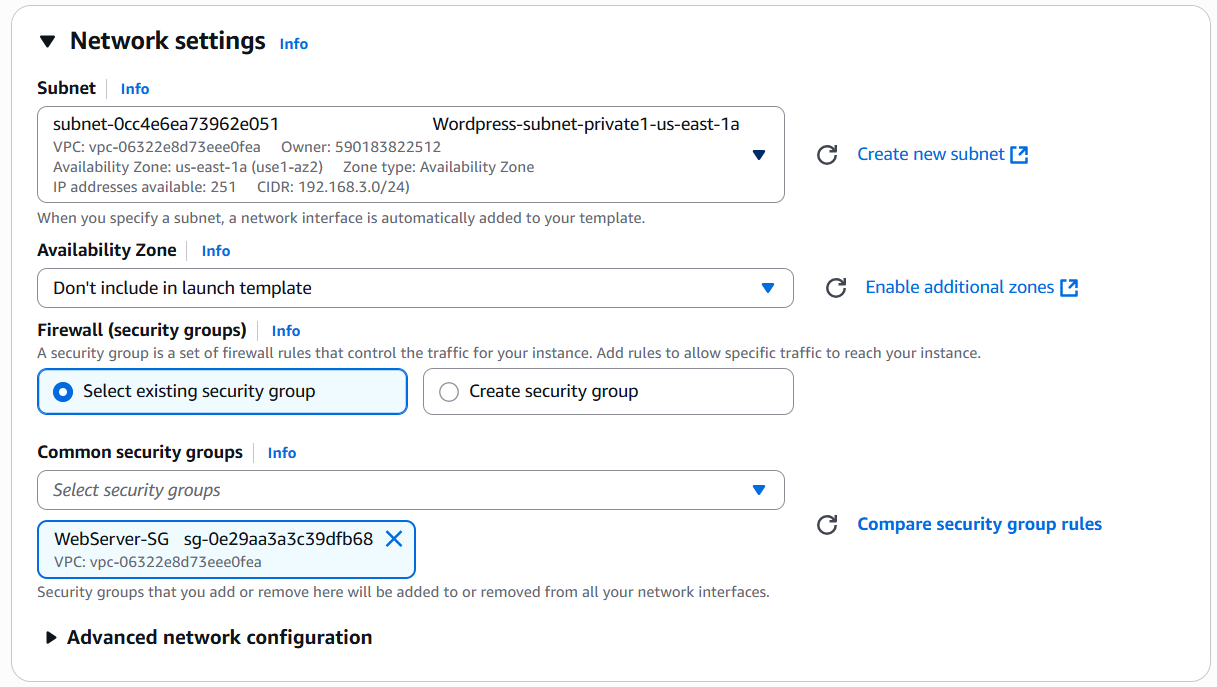 Network settings Info
Subnet Info
subnet-0cc4e6ea73962e051 Wordpress-subnet-private1-us-east-1a
VPC: vpc-06322e8d73eee0fea Owner: 590183822512
Availability Zone: us-east-1a (use1-az2) Zone type: Availability Zone
IP addresses available: 251 CIDR: 192.168.3.0/24)
Create new subnet
When you specify a subnet, a network interface is automatically added to your template.
Availability Zone Info
Don't include in launch template
Enable additional zones
Firewall (security groups) Info
A security group is a set of firewall rules that control the traffic for your instance. Add rules to allow specific traffic to reach your instance.
Select existing security group Create security group
Common security groups Info
Select security groups
WebServer-SG sg-0e29aa3a3c39dfb68
VPC: vpc-06322e8d73eee0fea
Compare security group rules
Security groups that you add or remove here will be added to or removed from all your network interfaces.
Advanced network configuration